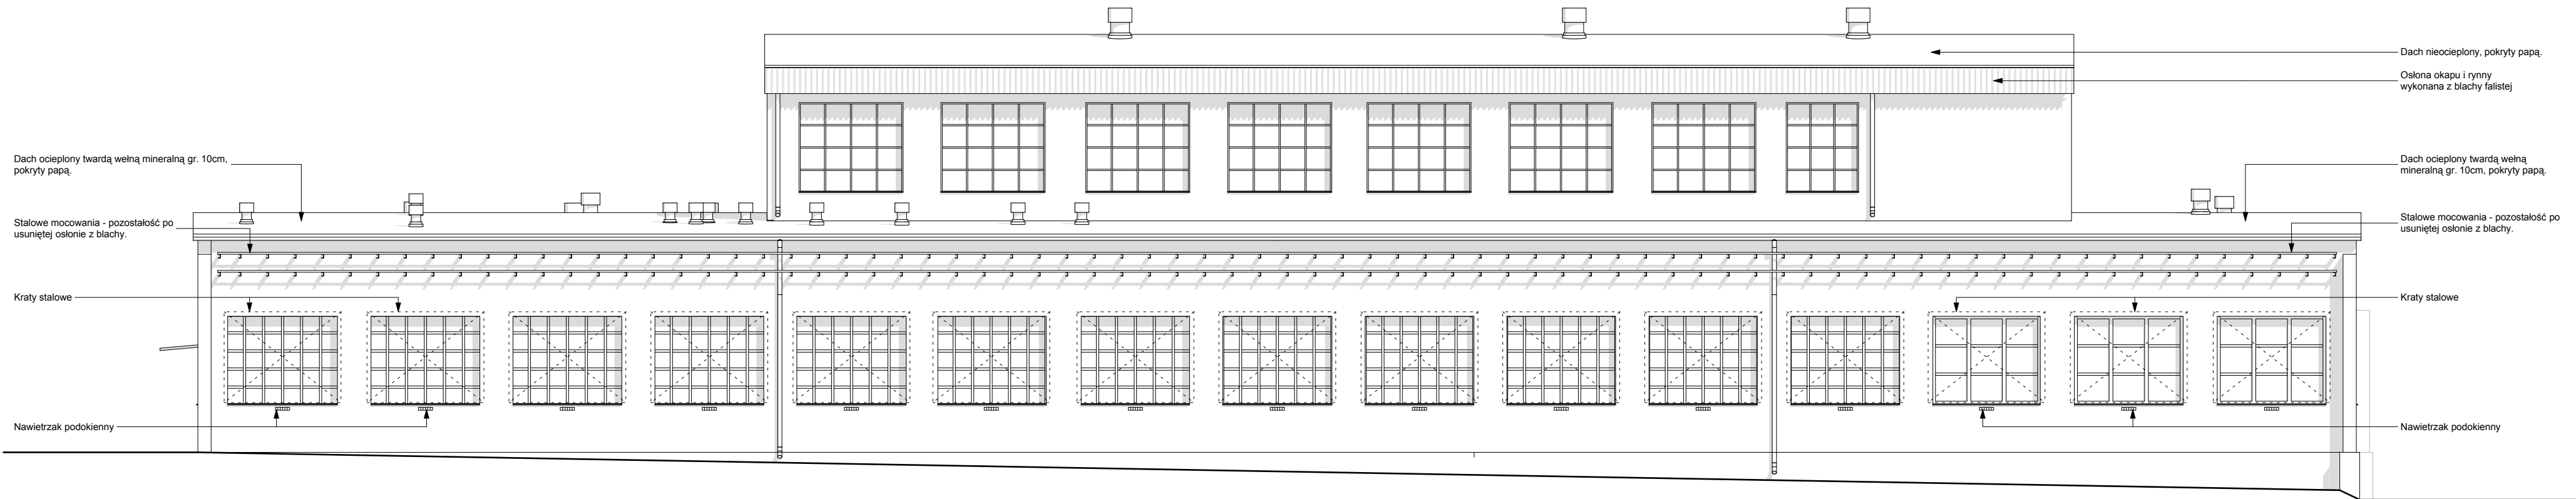 Dach nieocieplony, pokryty papą.
Osłona okapu i rynny
wykonana z blachy falistej
Dach ocieplony twardą wełną mineralną gr. 10cm,
pokryty papą.
Dach ocieplony twardą wełną
mineralną gr. 10cm, pokryty papą.
Stalowe mocowania - pozostałość po
usuniętej osłonie z blachy.
Stalowe mocowania - pozostałość po
usuniętej osłonie z blachy.
Kraty stalowe
Kraty stalowe
Nawietrzak podokienny
Nawietrzak podokienny